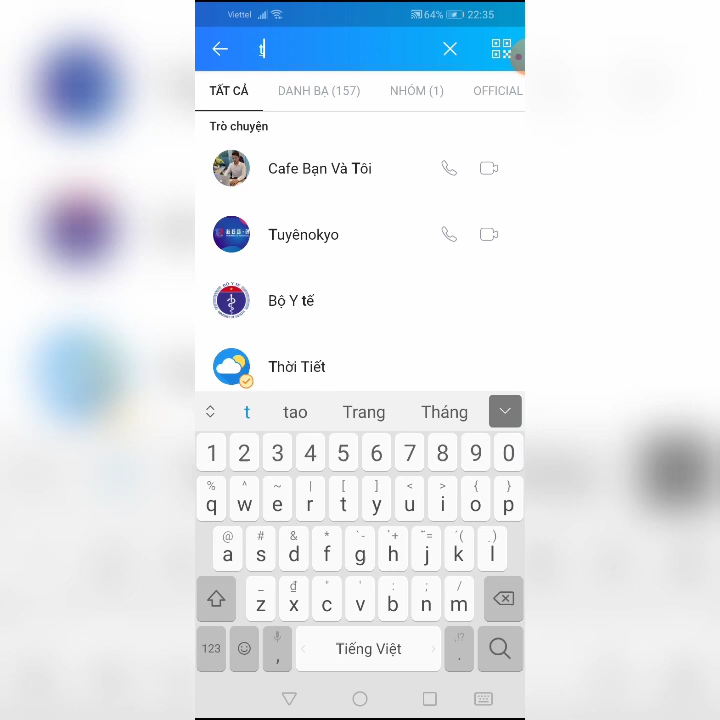 Viettel 64% 22:35
t
TẤT CẢ DANH BẠ (157) NHÓM (1) OFFICIAL
Trò chuyện
Cafe Bạn Và Tôi
Tuyênokyo
Bộ Y tế
Thời Tiết
t tao Trang Tháng
1 2 3 4 5 6 7 8 9 0
% ^ ~ | [ ] < > { }
q w e r t y u i o p
@ # & * `- ´+ ˜= ´( .)
a s d f g h j k l
_ ₫ " ' : ; /
z x c v b n m
123 , Tiếng Việt ,!? .